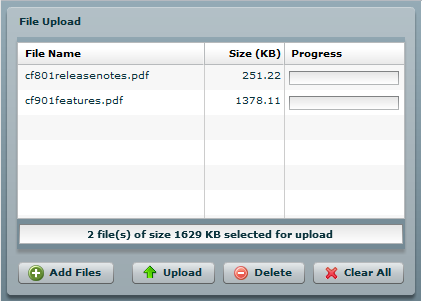 File Upload
File Name Size (KB) Progress
cf801releasenotes.pdf 251.22
cf901features.pdf 1378.11
2 file(s) of size 1629 KB selected for upload
Add Files Upload Delete Clear All